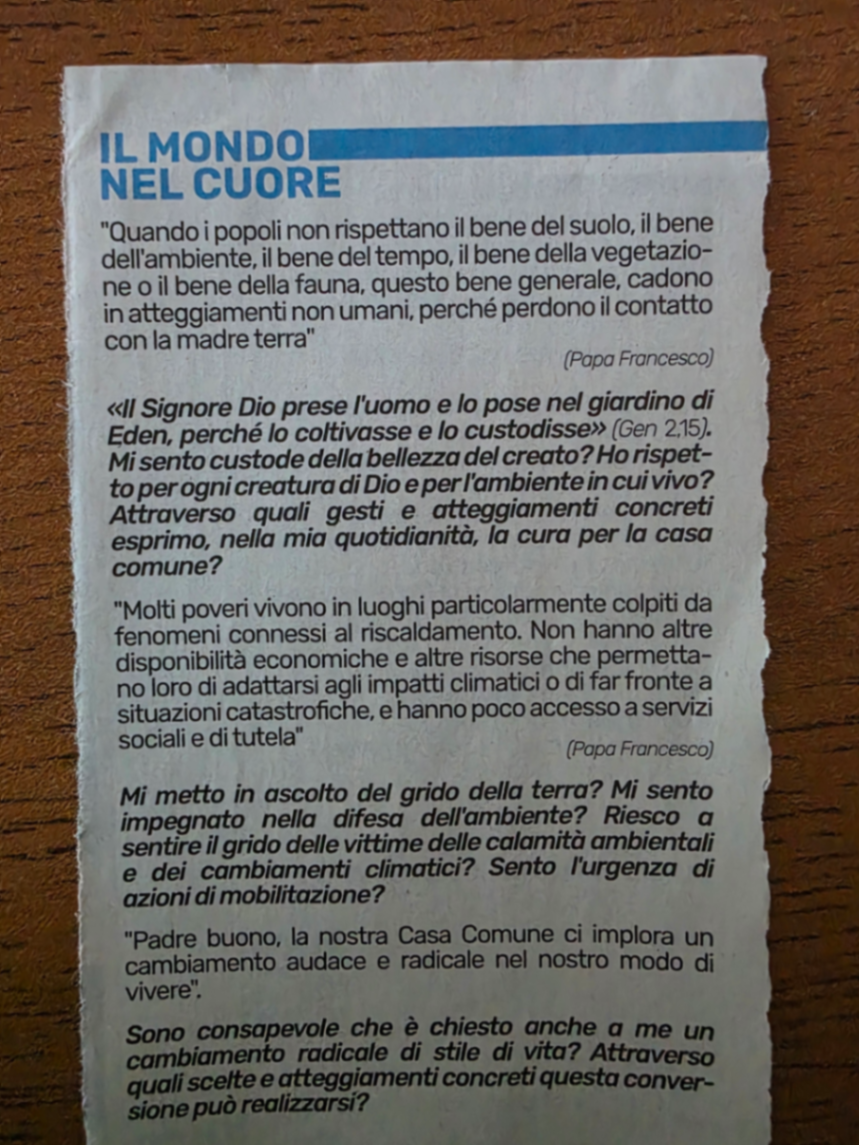 IL MONDO
NEL CUORE
"Quando i popoli non rispettano il bene del suolo, il bene
dell'ambiente, il bene del tempo, il bene della vegetazio-
ne o il bene della fauna, questo bene generale, cadono
in atteggiamenti non umani, perché perdono il contatto
con la madre terra"
(Papa Francesco)
«Il Signore Dio prese l'uomo e lo pose nel giardino di
Eden, perché lo coltivasse e lo custodisse» (Gen 2,15).
Mi sento custode della bellezza del creato? Ho rispet-
to per ogni creatura di Dio e per l'ambiente in cui vivo?
Attraverso quali gesti e atteggiamenti concreti
esprimo, nella mia quotidianità, la cura per la casa
comune?
"Molti poveri vivono in luoghi particolarmente colpiti da
fenomeni connessi al riscaldamento. Non hanno altre
disponibilità economiche e altre risorse che permetta-
no loro di adattarsi agli impatti climatici o di far fronte a
situazioni catastrofiche, e hanno poco accesso a servizi
sociali e di tutela"
(Papa Francesco)
Mi metto in ascolto del grido della terra? Mi sento
impegnato nella difesa dell'ambiente? Riesco a
sentire il grido delle vittime delle calamità ambientali
e dei cambiamenti climatici? Sento l'urgenza di
azioni di mobilitazione?
"Padre buono, la nostra Casa Comune ci implora un
cambiamento audace e radicale nel nostro modo di
vivere".
Sono consapevole che è chiesto anche a me un
cambiamento radicale di stile di vita? Attraverso
quali scelte e atteggiamenti concreti questa conver-
sione può realizzarsi?